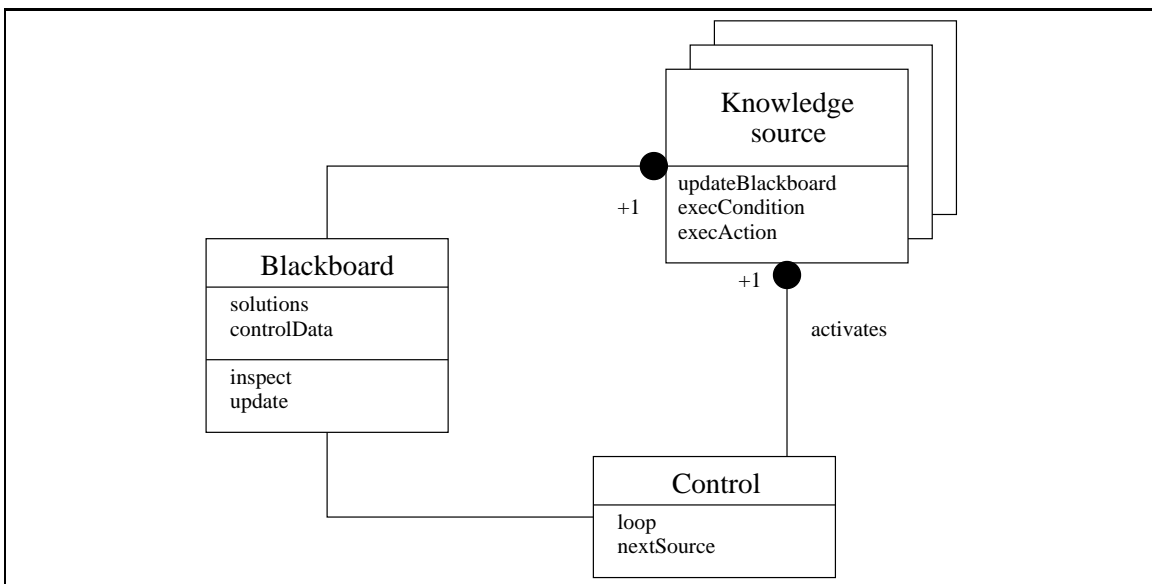 Knowledge
source
updateBlackboard
execCondition
execAction
+1
+1
activates
Blackboard
solutions
controlData
inspect
update
Control
loop
nextSource